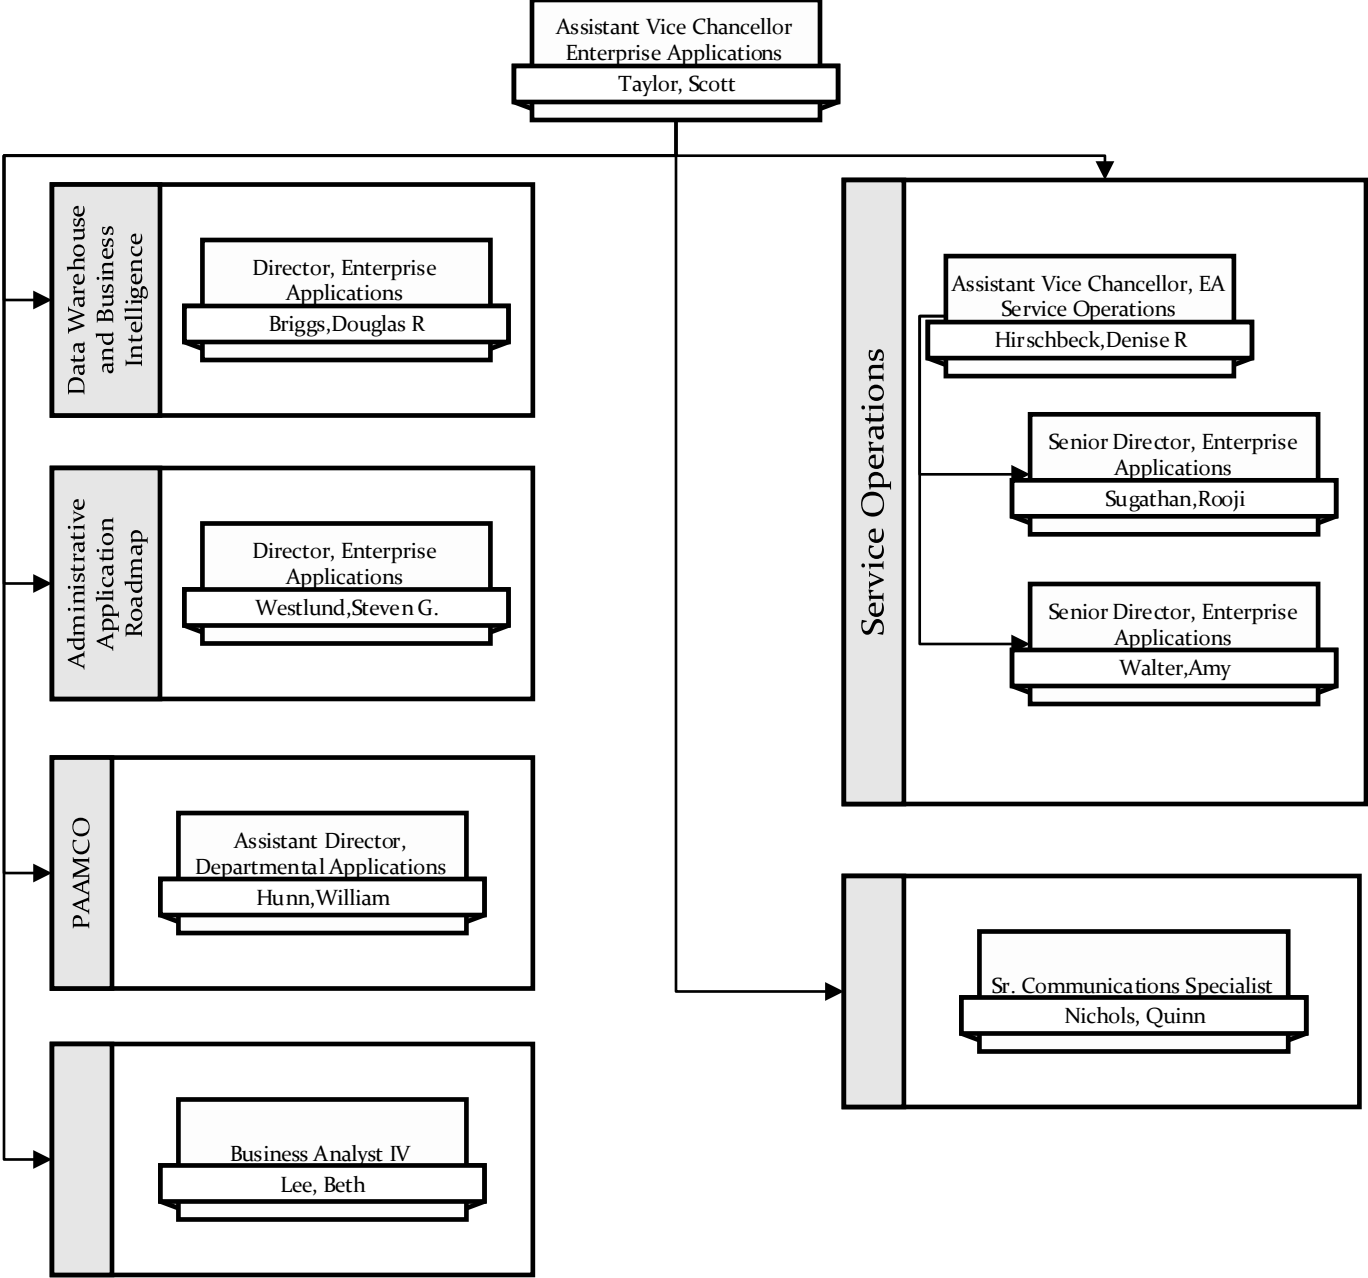 Assistant Vice Chancellor
Enterprise Applications
Taylor, Scott
Data Warehouse
and Business
Intelligence
Director, Enterprise
Applications
Briggs,Douglas R
Administrative
Application
Roadmap
Director, Enterprise
Applications
Westlund,Steven G.
PAAMCO
Assistant Director,
Departmental Applications
Hunn,William
Business Analyst IV
Lee, Beth
Service Operations
Assistant Vice Chancellor, EA
Service Operations
Hirschbeck,Denise R
Senior Director, Enterprise
Applications
Sugathan,Rooji
Senior Director, Enterprise
Applications
Walter,Amy
Sr. Communications Specialist
Nichols, Quinn